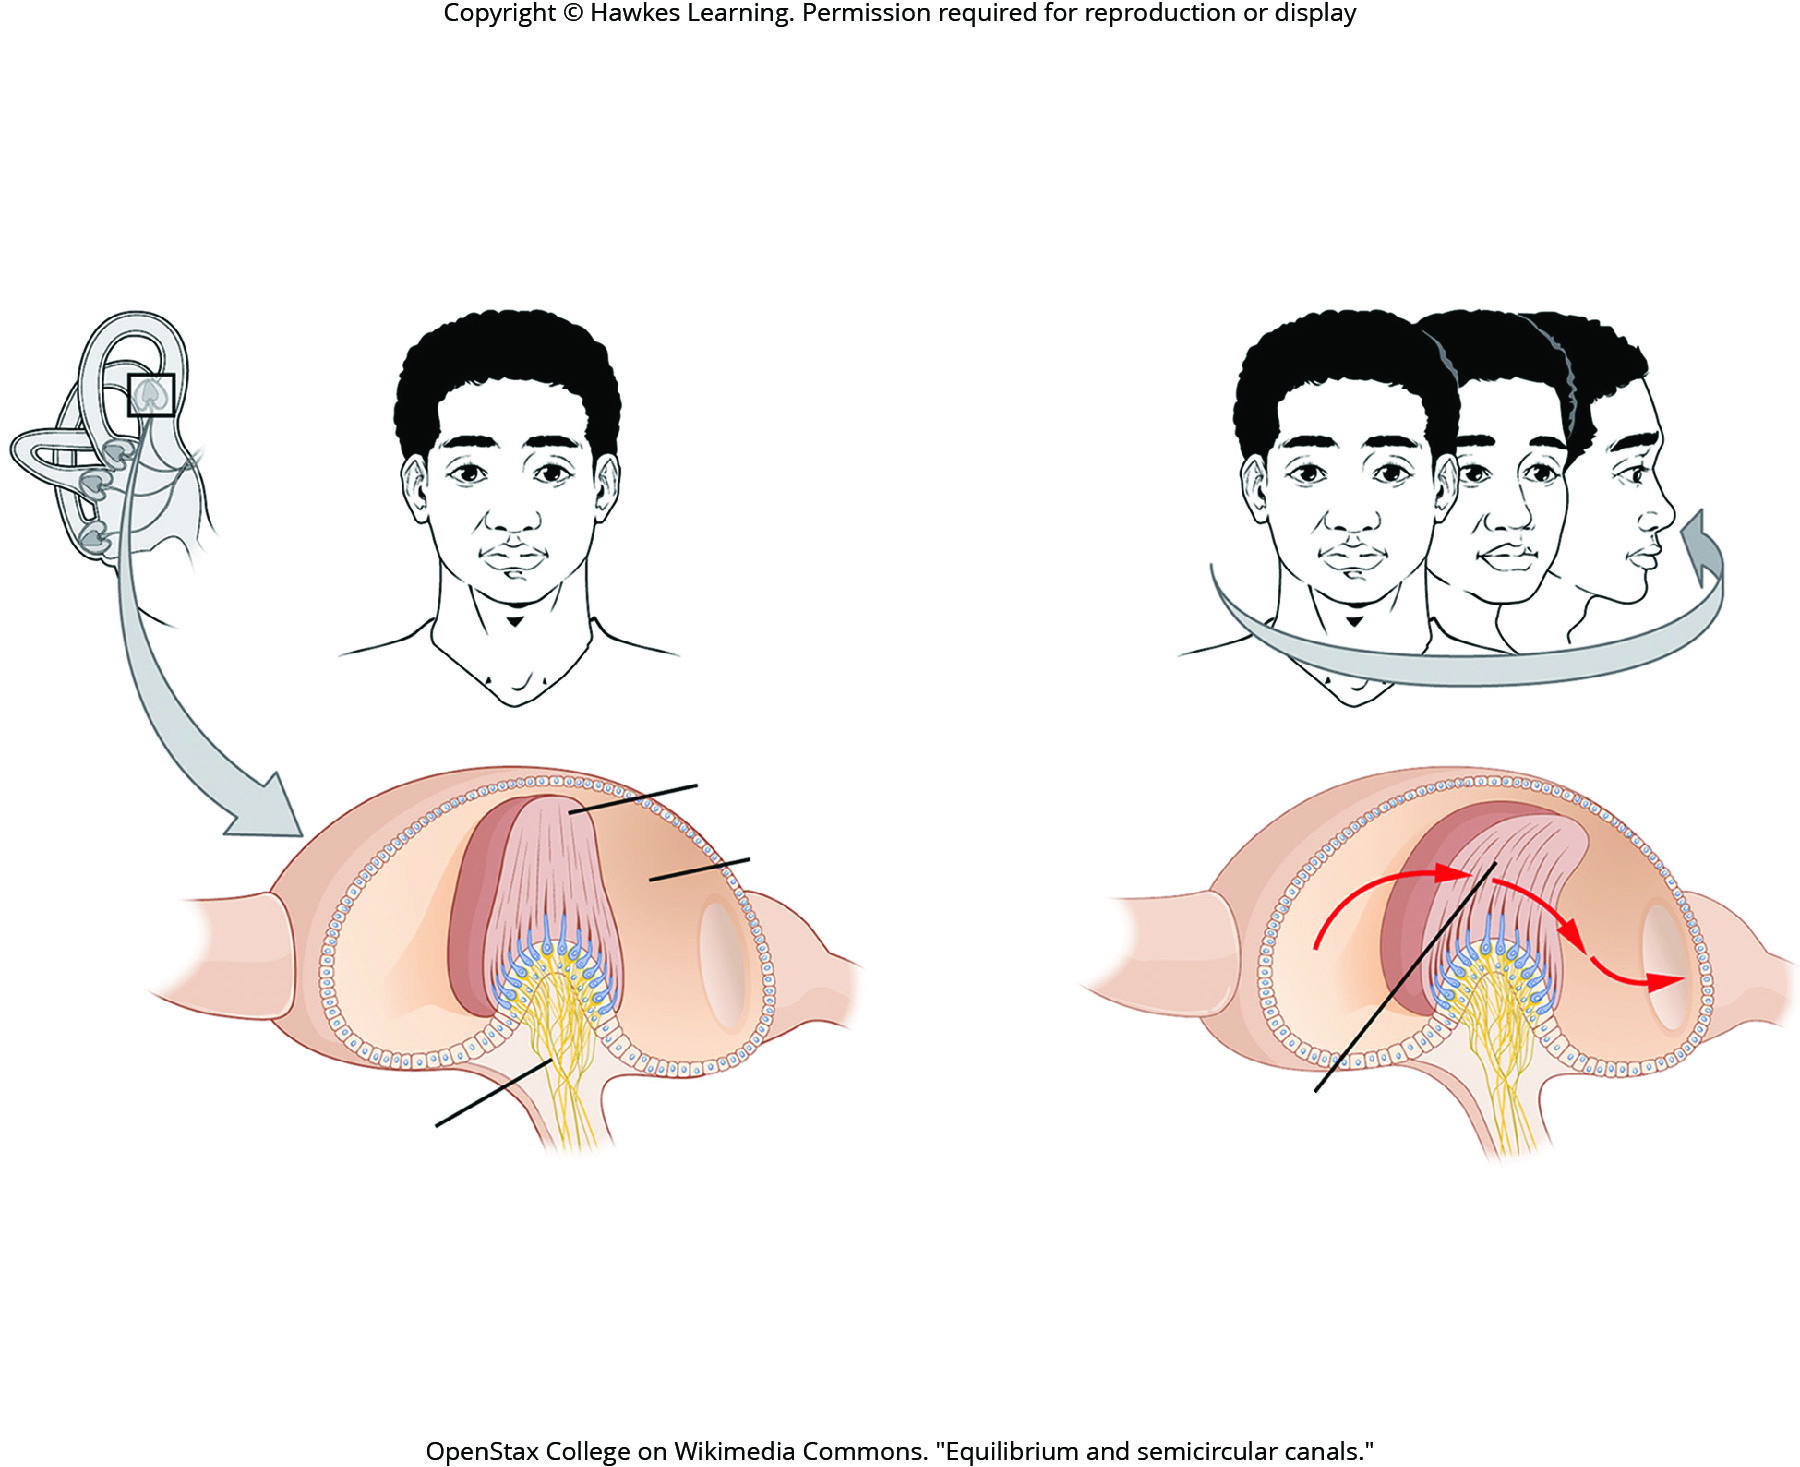 Copyright © Hawkes Learning. Permission required for reproduction or display
OpenStax College on Wikimedia Commons. "Equilibrium and semicircular canals."